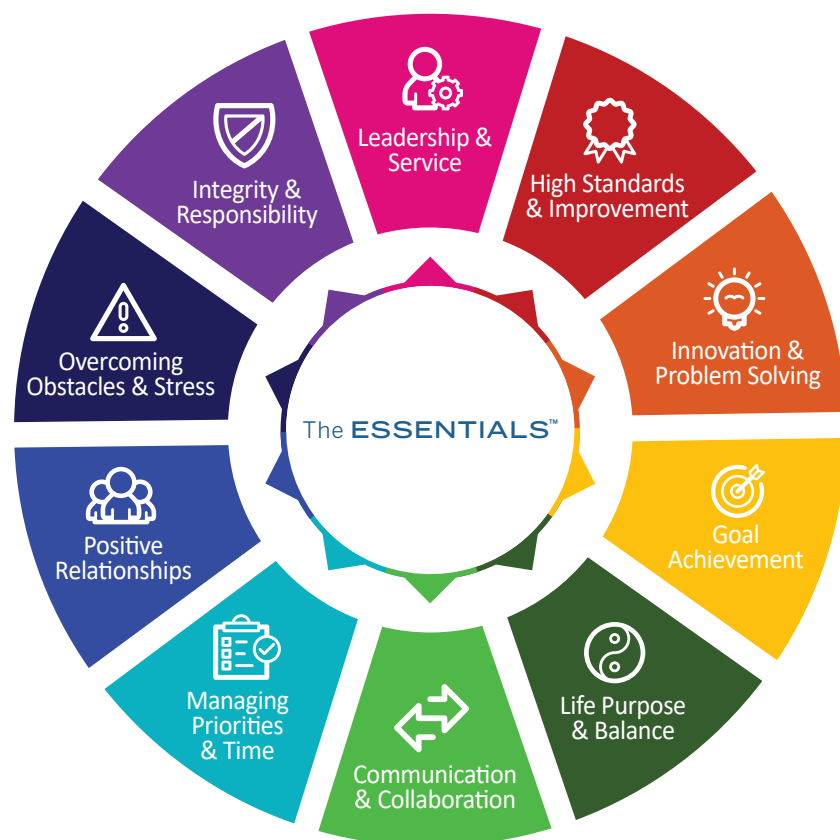 Leadership &
Service
High Standards
& Improvement
Innovation &
Problem Solving
Goal
Achievement
Life Purpose
& Balance
Communication
& Collaboration
Managing
Priorities
& Time
Positive
Relationships
Overcoming
Obstacles & Stress
Integrity &
Responsibility
The ESSENTIALS™